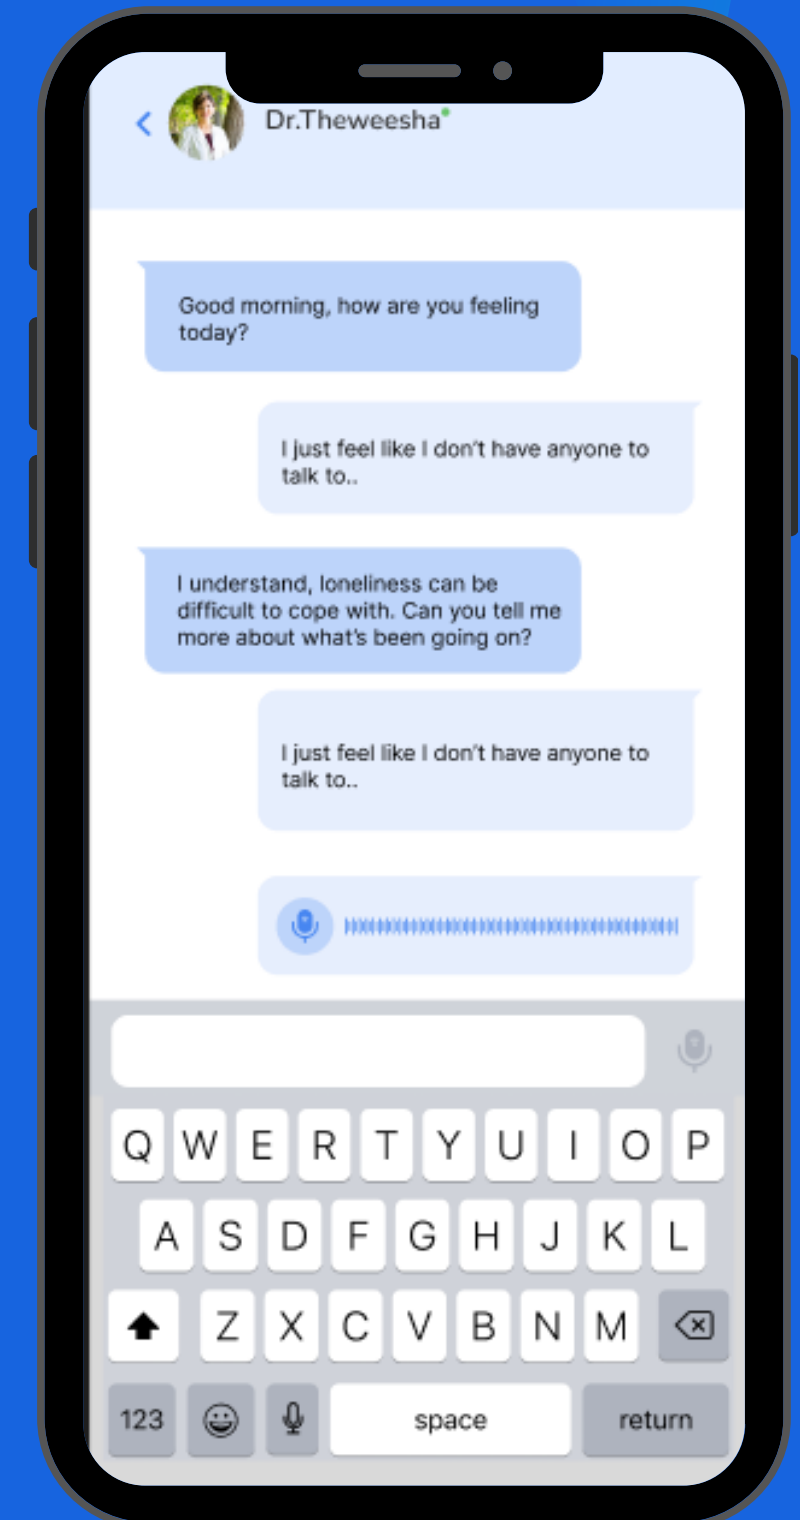 Dr.Theweesha
Good morning, how are you feeling
today?
I just feel like I don't have anyone to
talk to..
I understand, loneliness can be
difficult to cope with. Can you tell me
more about what's been going on?
I just feel like I don't have anyone to
talk to..
Q W E R T Y U I O P
A S D F G H J K L
Z X C V B N M
123 space return